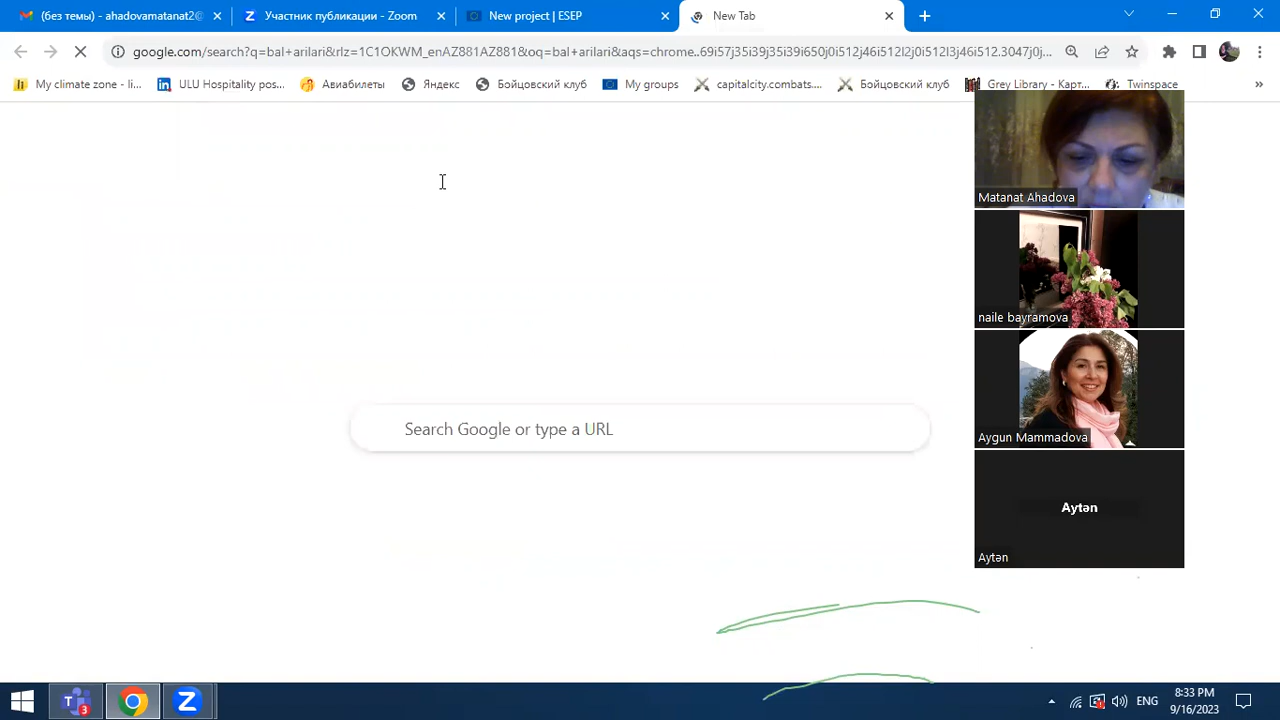 (без темы) - ahadovamatanat2@
Участник публикации - Zoom
New project | ESEP
New Tab
google.com/search?q=bal+arilari&rlz=1C1OKWM_enAZ881AZ881&oq=bal+arilari&aqs=chrome..69i57j35i39j35i39i650j0i512j46i512l2j0i512l3j46i512.3047j0j...
My climate zone - li...
ULU Hospitality pos...
Авиабилеты
Яндекс
Бойцовский клуб
My groups
capitalcity.combats....
Бойцовский клуб
Grey Library - Карт...
Twinspace
»
Matanat Ahadova
naile bayramova
Search Google or type a URL
Aygun Mammadova
Aytən
Aytən
3
ENG
8:33 PM
9/16/2023